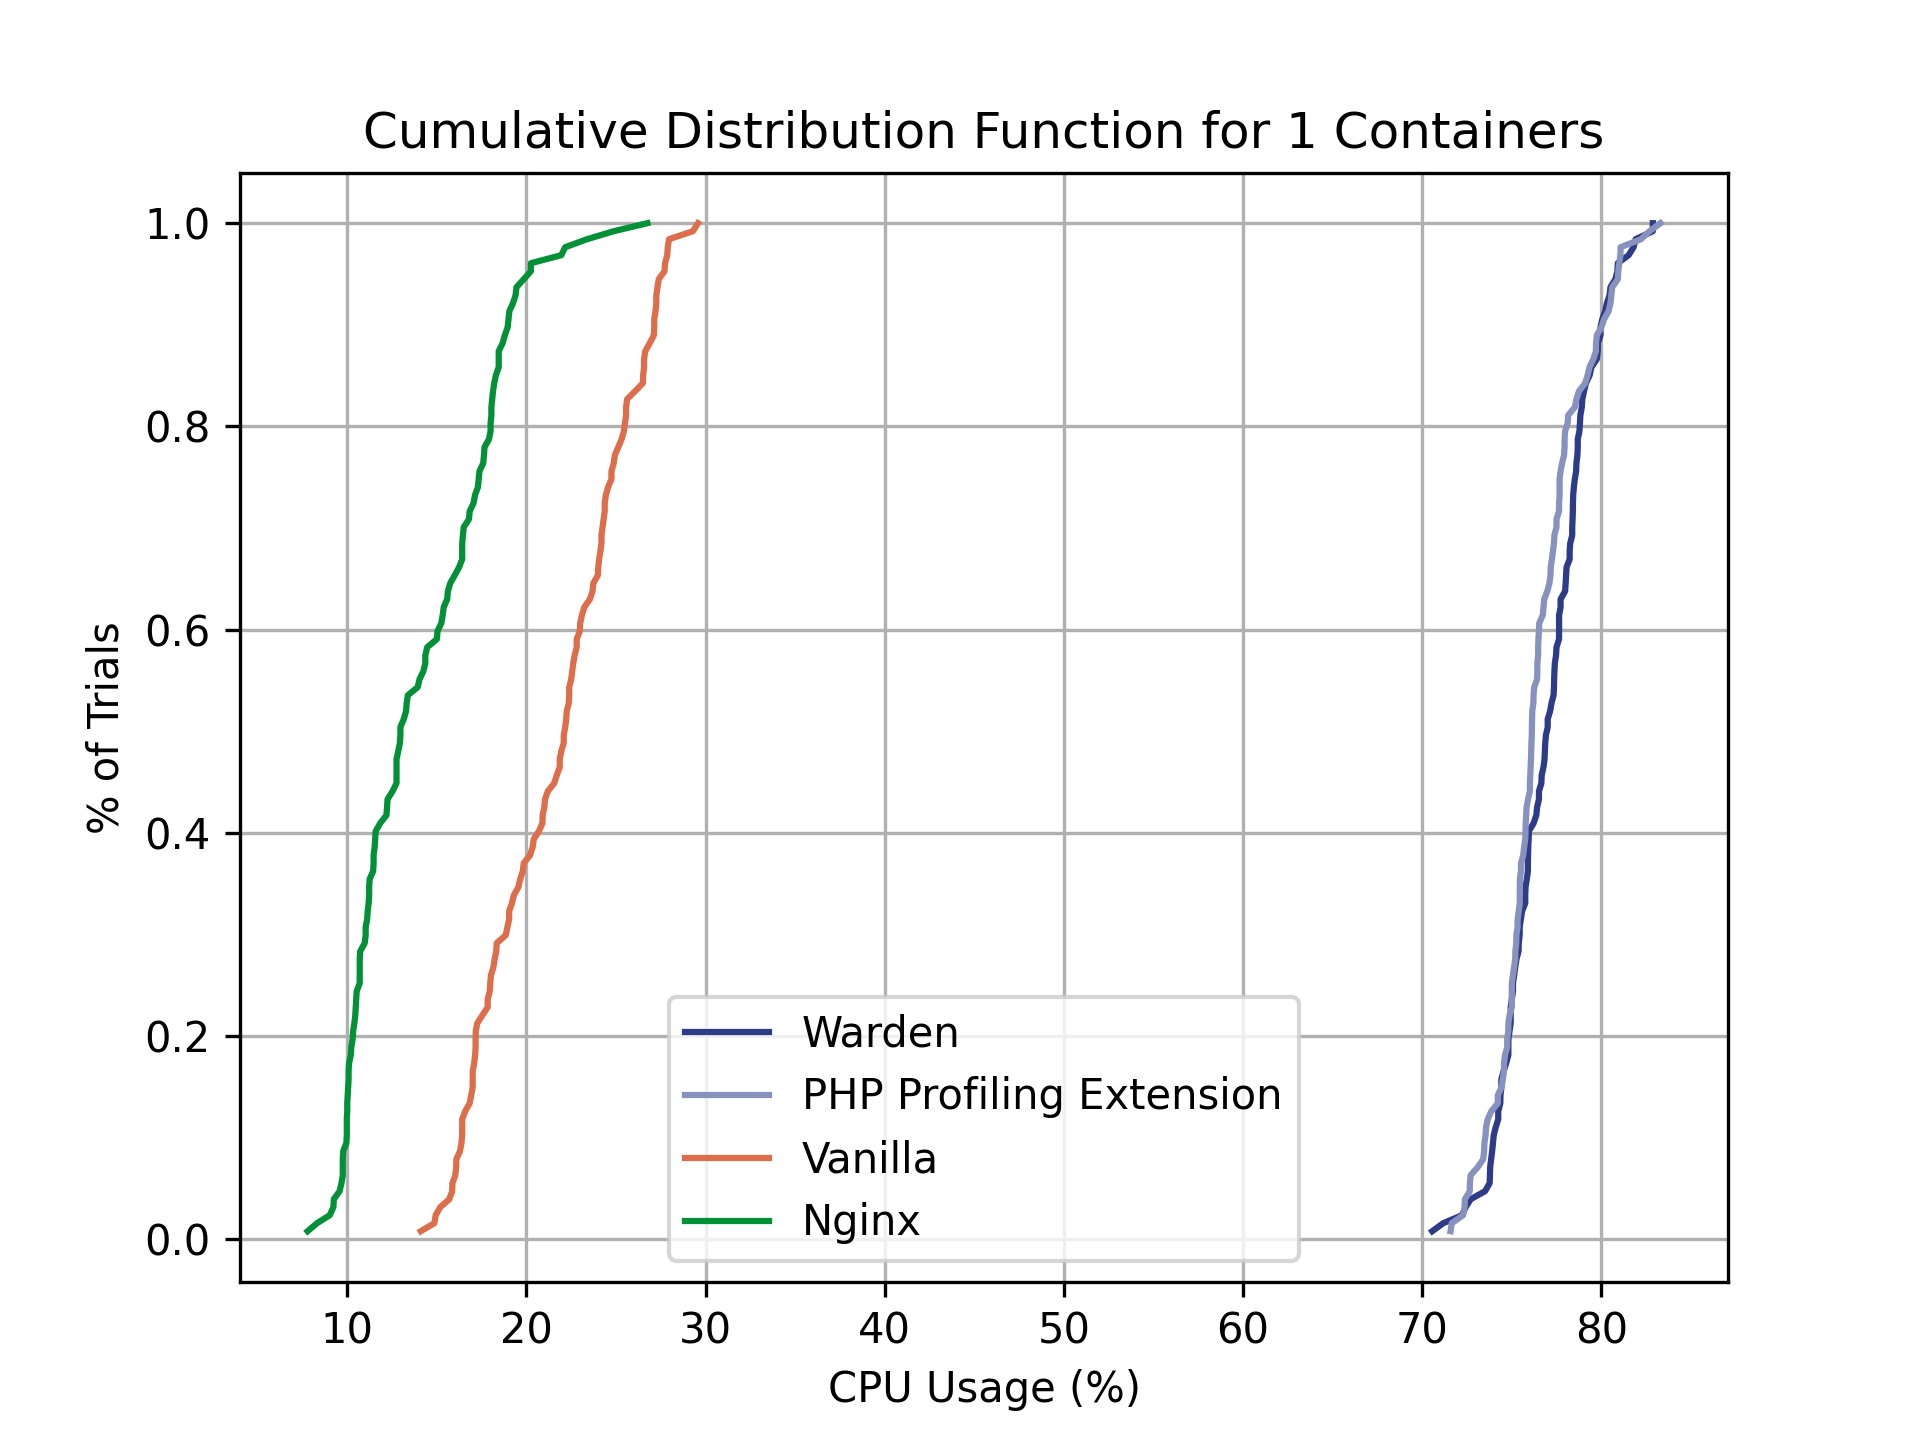 Cumulative Distribution Function for 1 Containers
1.0
0.8
0.6
0.4
0.2
0.0
% of Trials
Warden
PHP Profiling Extension
Vanilla
Nginx
10 20 30 40 50 60 70 80
CPU Usage (%)